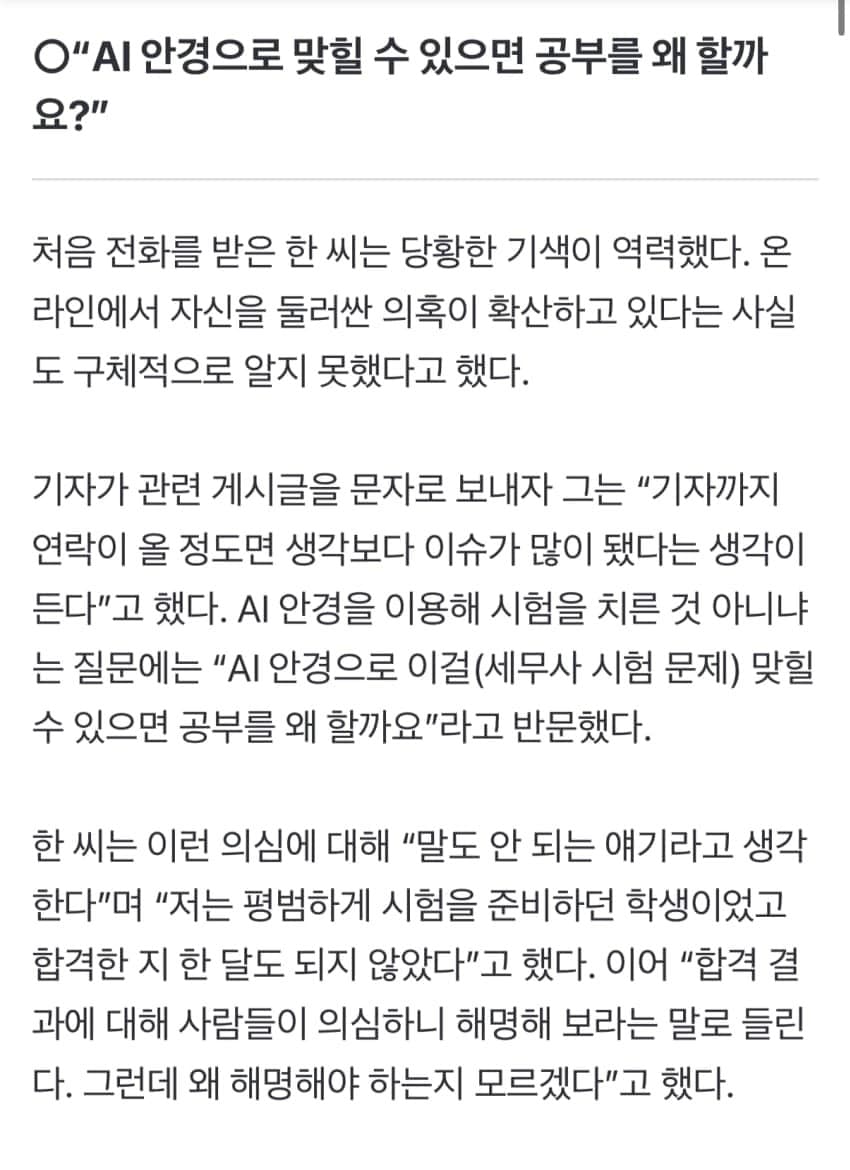 ○“AI 안경으로 맞힐 수 있으면 공부를 왜 할까
요?”
처음 전화를 받은 한 씨는 당황한 기색이 역력했다. 온
라인에서 자신을 둘러싼 의혹이 확산하고 있다는 사실
도 구체적으로 알지 못했다고 했다.
기자가 관련 게시글을 문자로 보내자 그는 “기자까지
연락이 올 정도면 생각보다 이슈가 많이 됐다는 생각이
든다”고 했다. AI 안경을 이용해 시험을 치른 것 아니냐
는 질문에는 “AI 안경으로 이걸(세무사 시험 문제) 맞힐
수 있으면 공부를 왜 할까요”라고 반문했다.
한 씨는 이런 의심에 대해 “말도 안 되는 얘기라고 생각
한다”며 “저는 평범하게 시험을 준비하던 학생이었고
합격한 지 한 달도 되지 않았다”고 했다. 이어 “합격 결
과에 대해 사람들이 의심하니 해명해 보라는 말로 들린
다. 그런데 왜 해명해야 하는지 모르겠다”고 했다.